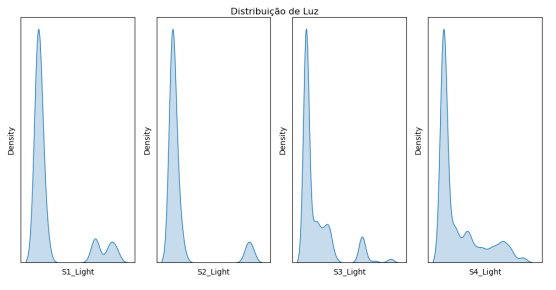 Distribuição de Luz
Density
S1_Light
Density
S2_Light
Density
S3_Light
Density
S4_Light